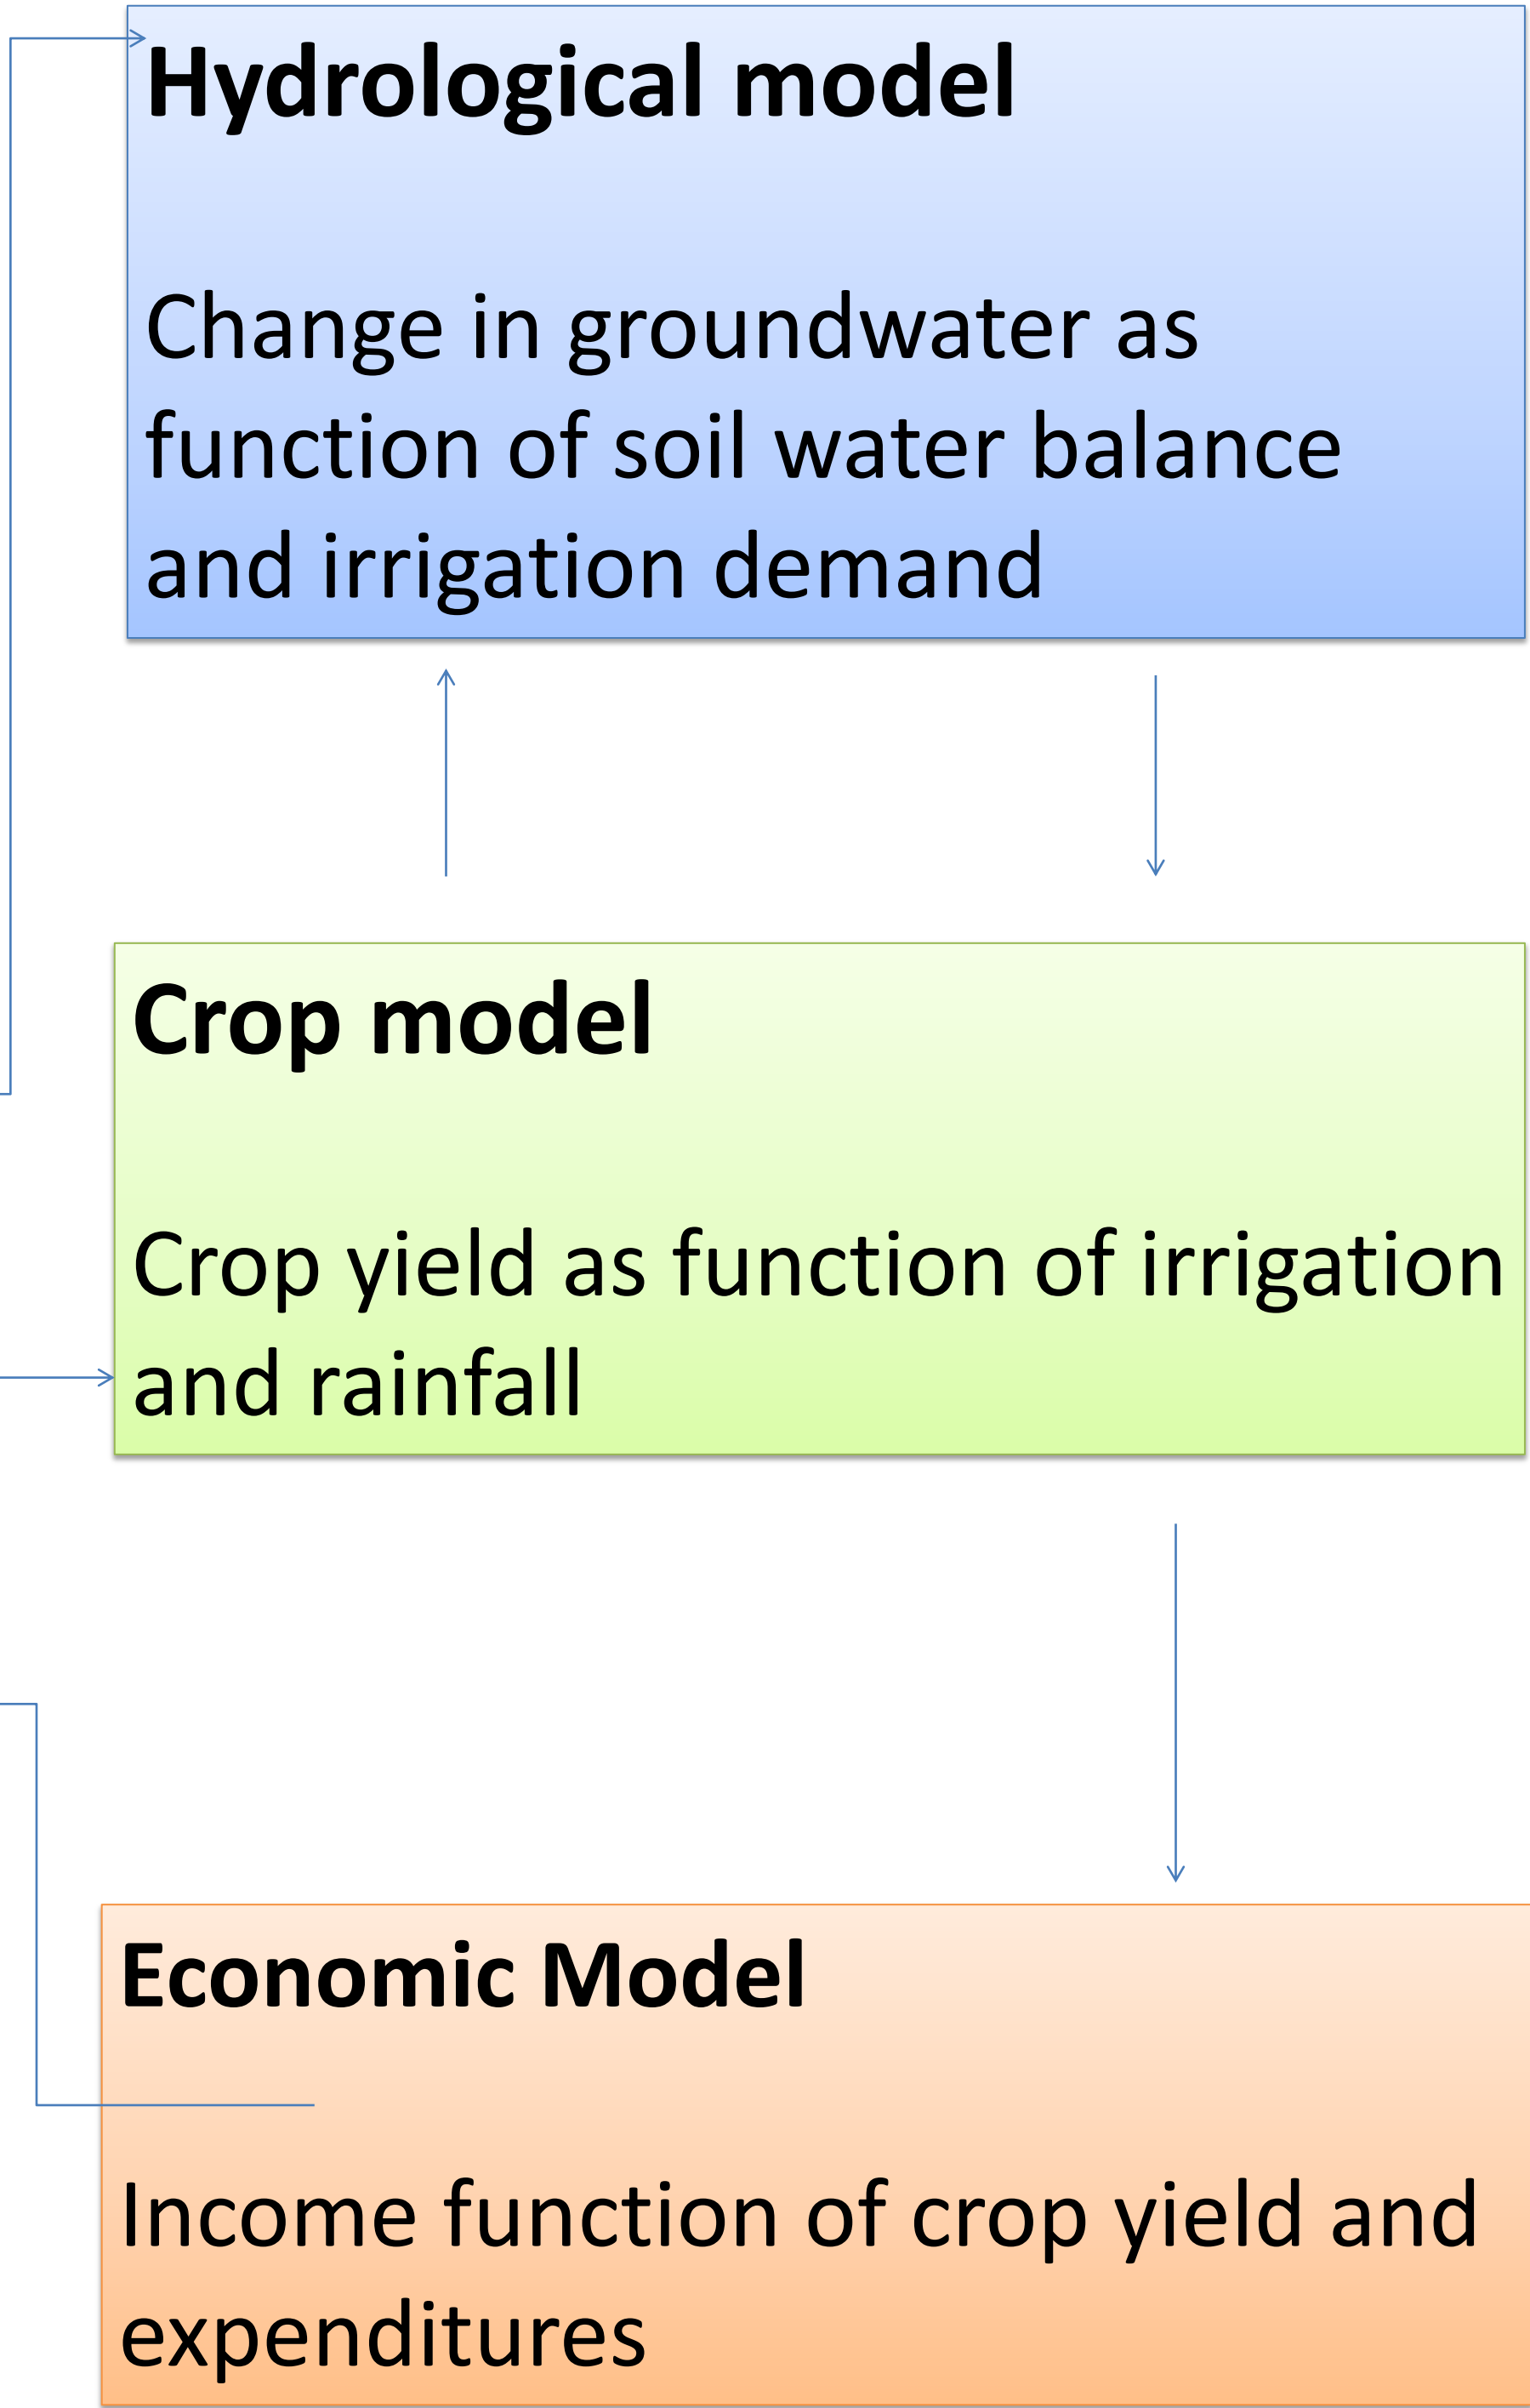 Hydrological model
Change in groundwater as
function of soil water balance
and irrigation demand
Crop model
Crop yield as function of irrigation
and rainfall
Economic Model
Income function of crop yield and
expenditures